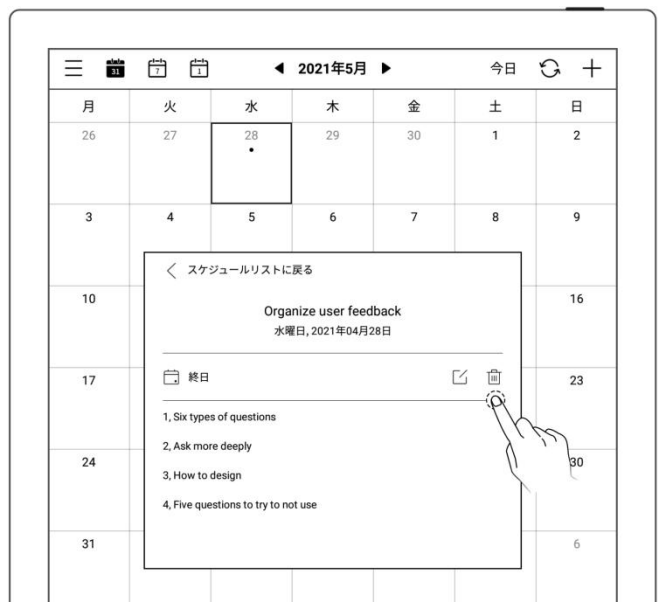 31 7 1 2021年5月 今日
月 火 水 木 金 土 日
26 27 28 29 30 1 2
3 4 5 6 7 8 9
スケジュールリストに戻る
10 16
Organize user feedback
水曜日, 2021年04月28日
17 終日 23
1, Six types of questions
2, Ask more deeply
24 30
3, How to design
4, Five questions to try to not use
31 6